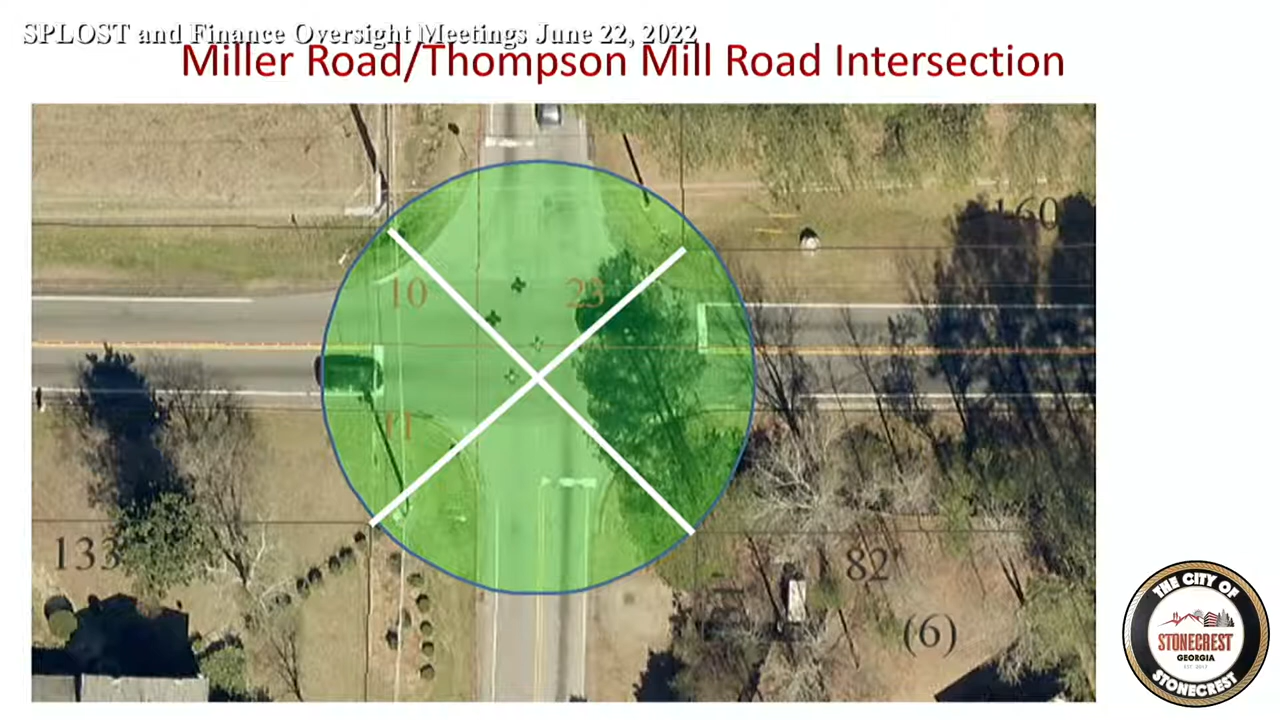 SPLOST and Finance Oversight Meetings June 22, 2022
Miller Road/Thompson Mill Road Intersection
160
10
23
11
133
82
(6)
THE CITY OF
STONECREST
GEORGIA
STONECREST